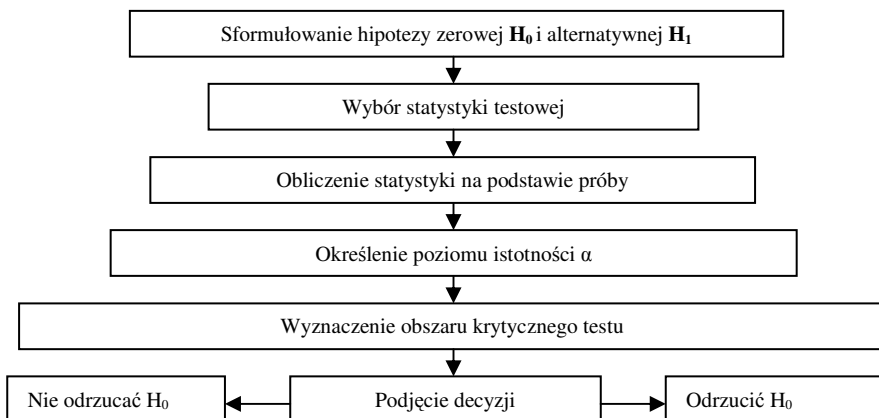 Sformułowanie hipotezy zerowej H₀ i alternatywnej H₁
Wybór statystyki testowej
Obliczenie statystyki na podstawie próby
Określenie poziomu istotności α
Wyznaczenie obszaru krytycznego testu
Nie odrzucać H₀
Podjęcie decyzji
Odrzucić H₀